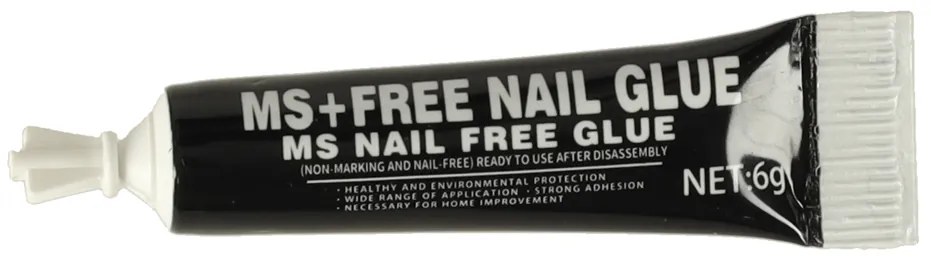 MS+FREE NAIL GLUE
MS NAIL FREE GLUE
(NON-MARKING AND NAIL-FREE) READY TO USE AFTER DISASSEMBLY
· HEALTHY AND ENVIRONMENTAL PROTECTION
· WIDE RANGE OF APPLICATION · STRONG ADHESION
· NECESSARY FOR HOME IMPROVEMENT
NET:6g